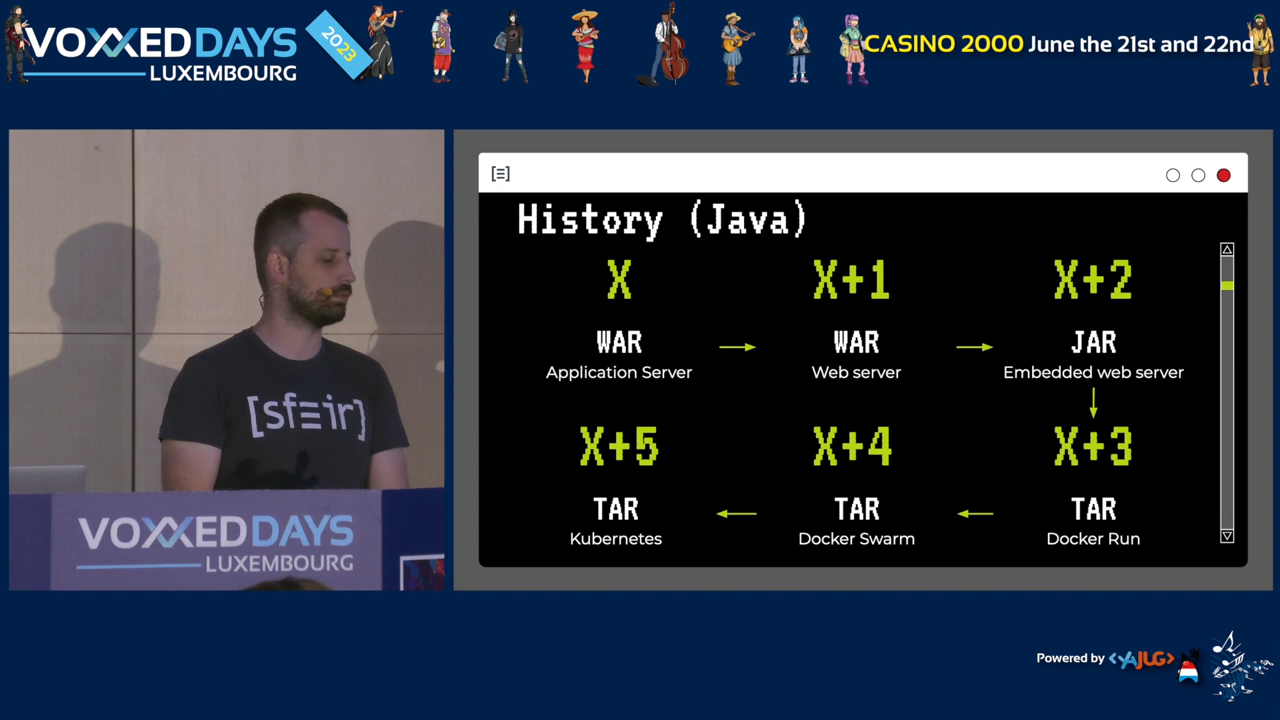 VOXXED DAYS
LUXEMBOURG
2023
CASINO 2000 June the 21st and 22nd
[sfeir]
VOXXED DAYS
LUXEMBOURG
History (Java)
X X+1 X+2
WAR → WAR → JAR
Application Server Web server Embedded web server
↓
X+5 X+4 X+3
TAR ← TAR ← TAR
Kubernetes Docker Swarm Docker Run
Powered by <YAJUG>